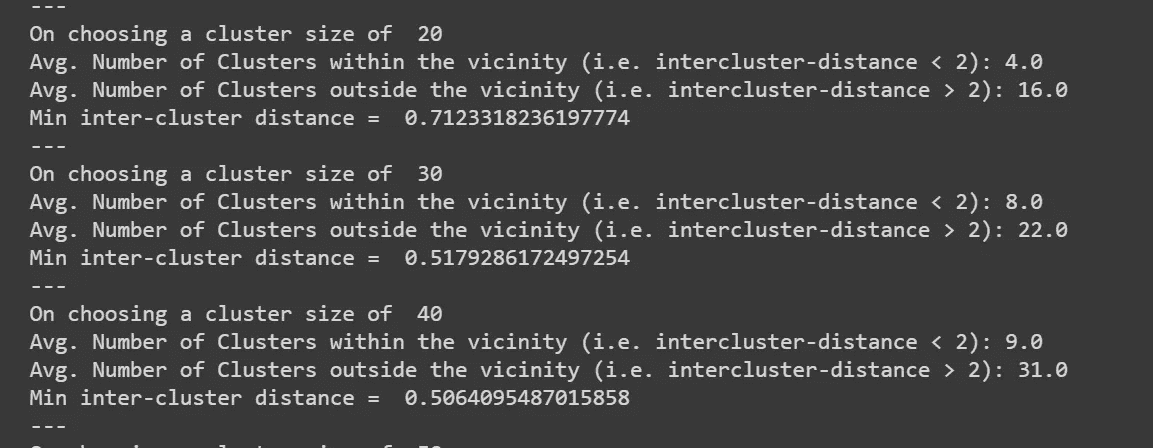 ---
On choosing a cluster size of  20
Avg. Number of Clusters within the vicinity (i.e. intercluster-distance < 2): 4.0
Avg. Number of Clusters outside the vicinity (i.e. intercluster-distance > 2): 16.0
Min inter-cluster distance =  0.7123318236197774
---
On choosing a cluster size of  30
Avg. Number of Clusters within the vicinity (i.e. intercluster-distance < 2): 8.0
Avg. Number of Clusters outside the vicinity (i.e. intercluster-distance > 2): 22.0
Min inter-cluster distance =  0.5179286172497254
---
On choosing a cluster size of  40
Avg. Number of Clusters within the vicinity (i.e. intercluster-distance < 2): 9.0
Avg. Number of Clusters outside the vicinity (i.e. intercluster-distance > 2): 31.0
Min inter-cluster distance =  0.5064095487015858
---